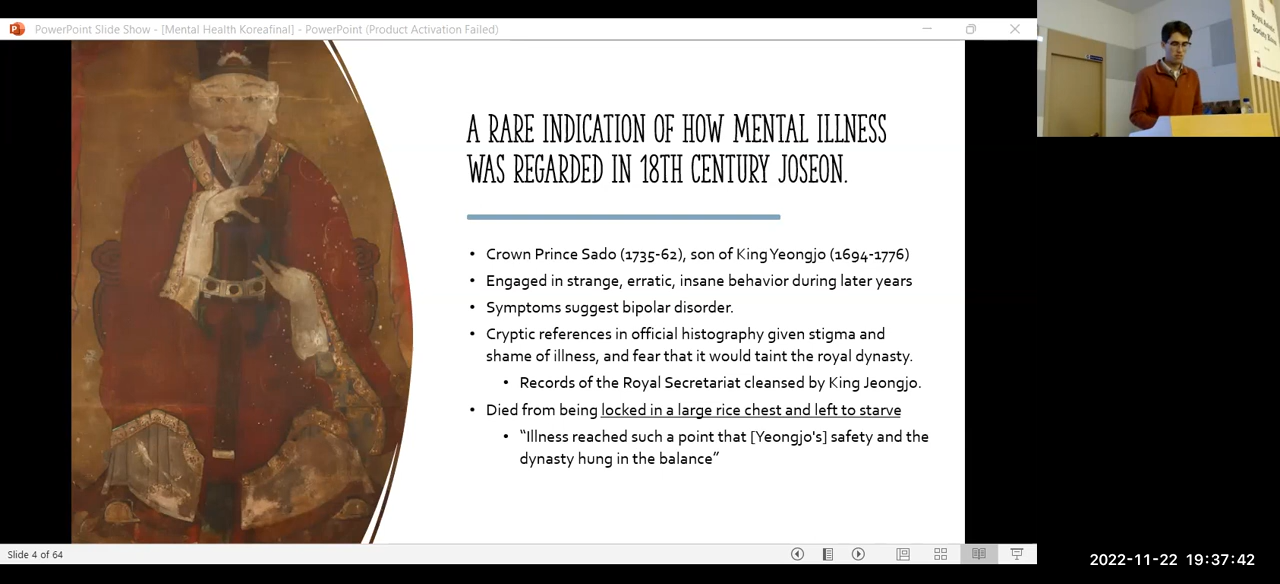 PowerPoint Slide Show - [Mental Health Koreafinal] - PowerPoint (Product Activation Failed)
A RARE INDICATION OF HOW MENTAL ILLNESS
WAS REGARDED IN 18TH CENTURY JOSEON.
• Crown Prince Sado (1735-62), son of King Yeongjo (1694-1776)
• Engaged in strange, erratic, insane behavior during later years
• Symptoms suggest bipolar disorder.
• Cryptic references in official histography given stigma and
shame of illness, and fear that it would taint the royal dynasty.
• Records of the Royal Secretariat cleansed by King Jeongjo.
• Died from being locked in a large rice chest and left to starve
• “Illness reached such a point that [Yeongjo's] safety and the
dynasty hung in the balance”
Slide 4 of 64
2022-11-22 19:37:42